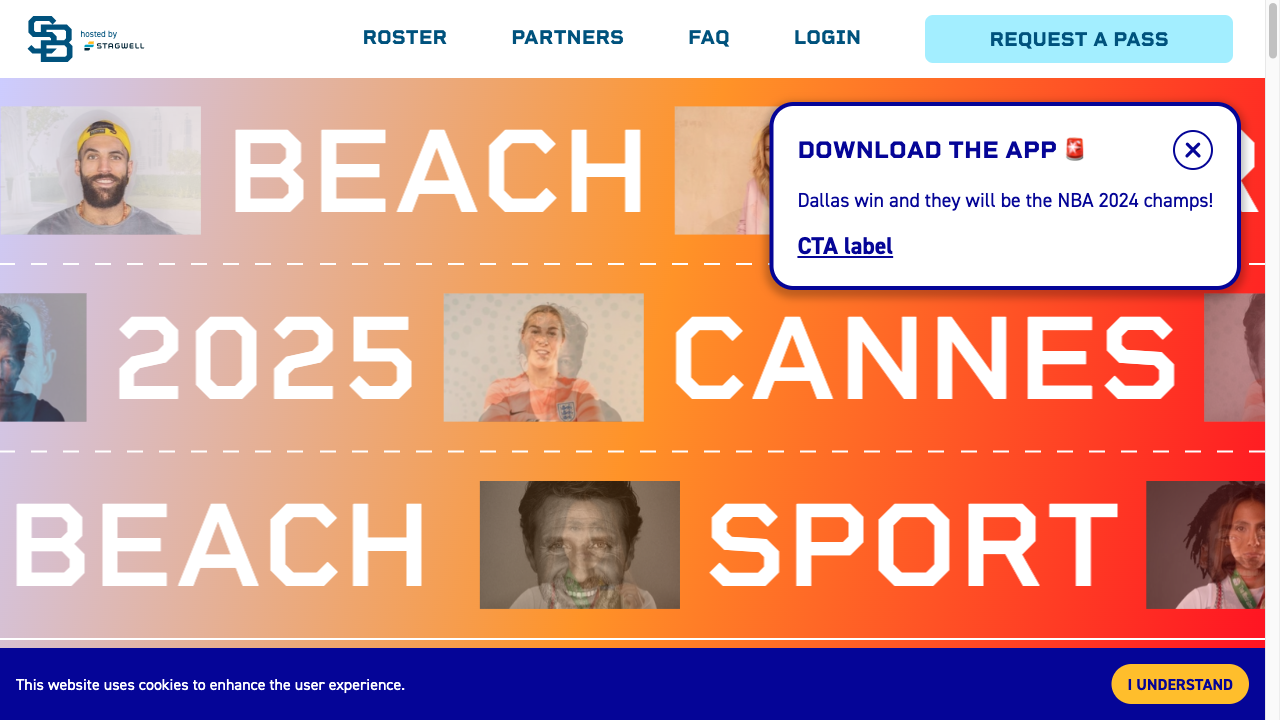 SB hosted by
STAGWELL
ROSTER PARTNERS FAQ LOGIN REQUEST A PASS
BEACH R
DOWNLOAD THE APP 🚨
Dallas win and they will be the NBA 2024 champs!
CTA label
2025 CANNES
BEACH SPORT
This website uses cookies to enhance the user experience.
I UNDERSTAND